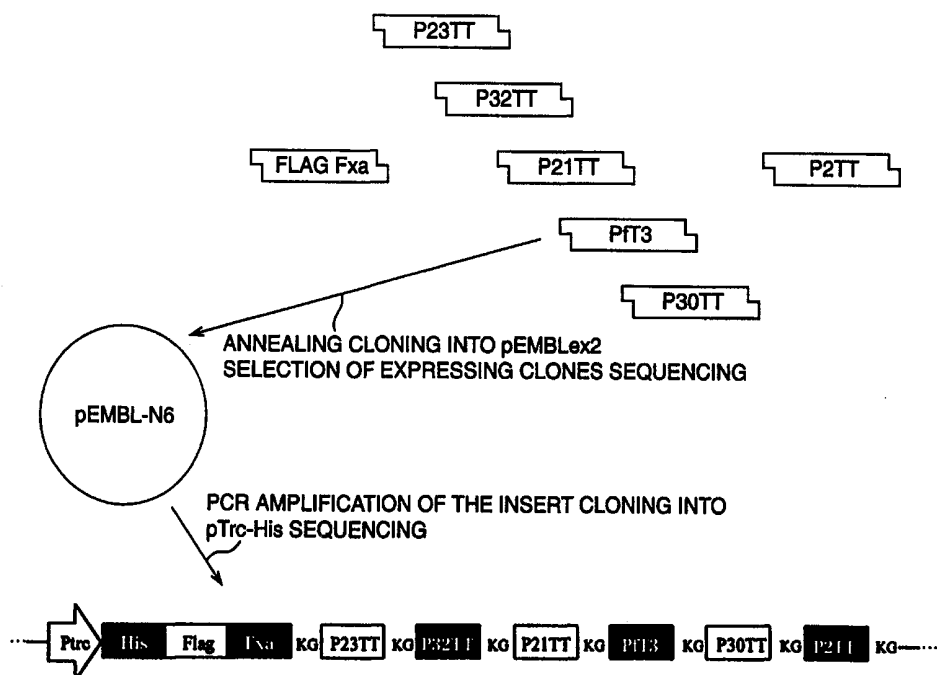 P23TT
P32TT
FLAG Fxa P21TT P2TT
PfT3
P30TT
ANNEALING CLONING INTO pEMBLex2
SELECTION OF EXPRESSING CLONES SEQUENCING
pEMBL-N6
PCR AMPLIFICATION OF THE INSERT CLONING INTO
pTrc-His SEQUENCING
Ptrc His Flag Fxa KG P23TT KG P32TT KG P21TT KG PfT3 KG P30TT KG P2TT KG